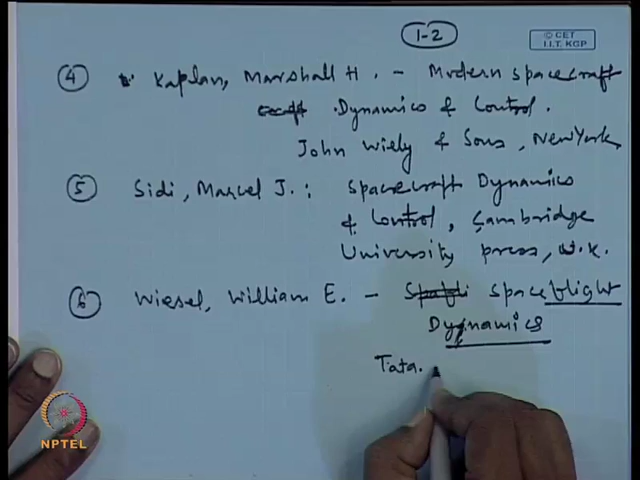 1-2
© CET
I.I.T. KGP
4 Kaplan, Marshall H. - Modern spacecraft
Dynamics & Control.
John Wiely & Sons, New York
5 Sidi, Marcel J.: Spacecraft Dynamics
& Control, Cambridge
University press, U.K.
6 Wiesel, William E. - spaceflight
Dynamics
Tata.
NPTEL